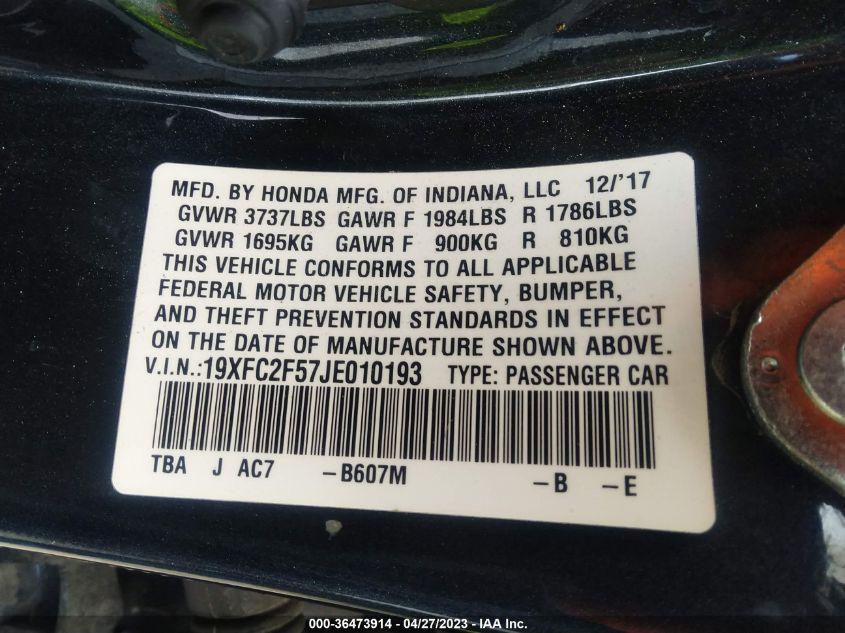 MFD. BY HONDA MFG. OF INDIANA, LLC 12/'17
GVWR 3737LBS GAWR F 1984LBS R 1786LBS
GVWR 1695KG GAWR F 900KG R 810KG
THIS VEHICLE CONFORMS TO ALL APPLICABLE
FEDERAL MOTOR VEHICLE SAFETY, BUMPER,
AND THEFT PREVENTION STANDARDS IN EFFECT
ON THE DATE OF MANUFACTURE SHOWN ABOVE.
V.I.N.:19XFC2F57JE010193 TYPE: PASSENGER CAR
TBA J AC7 -B607M -B -E
000-36473914 - 04/27/2023 - IAA Inc.